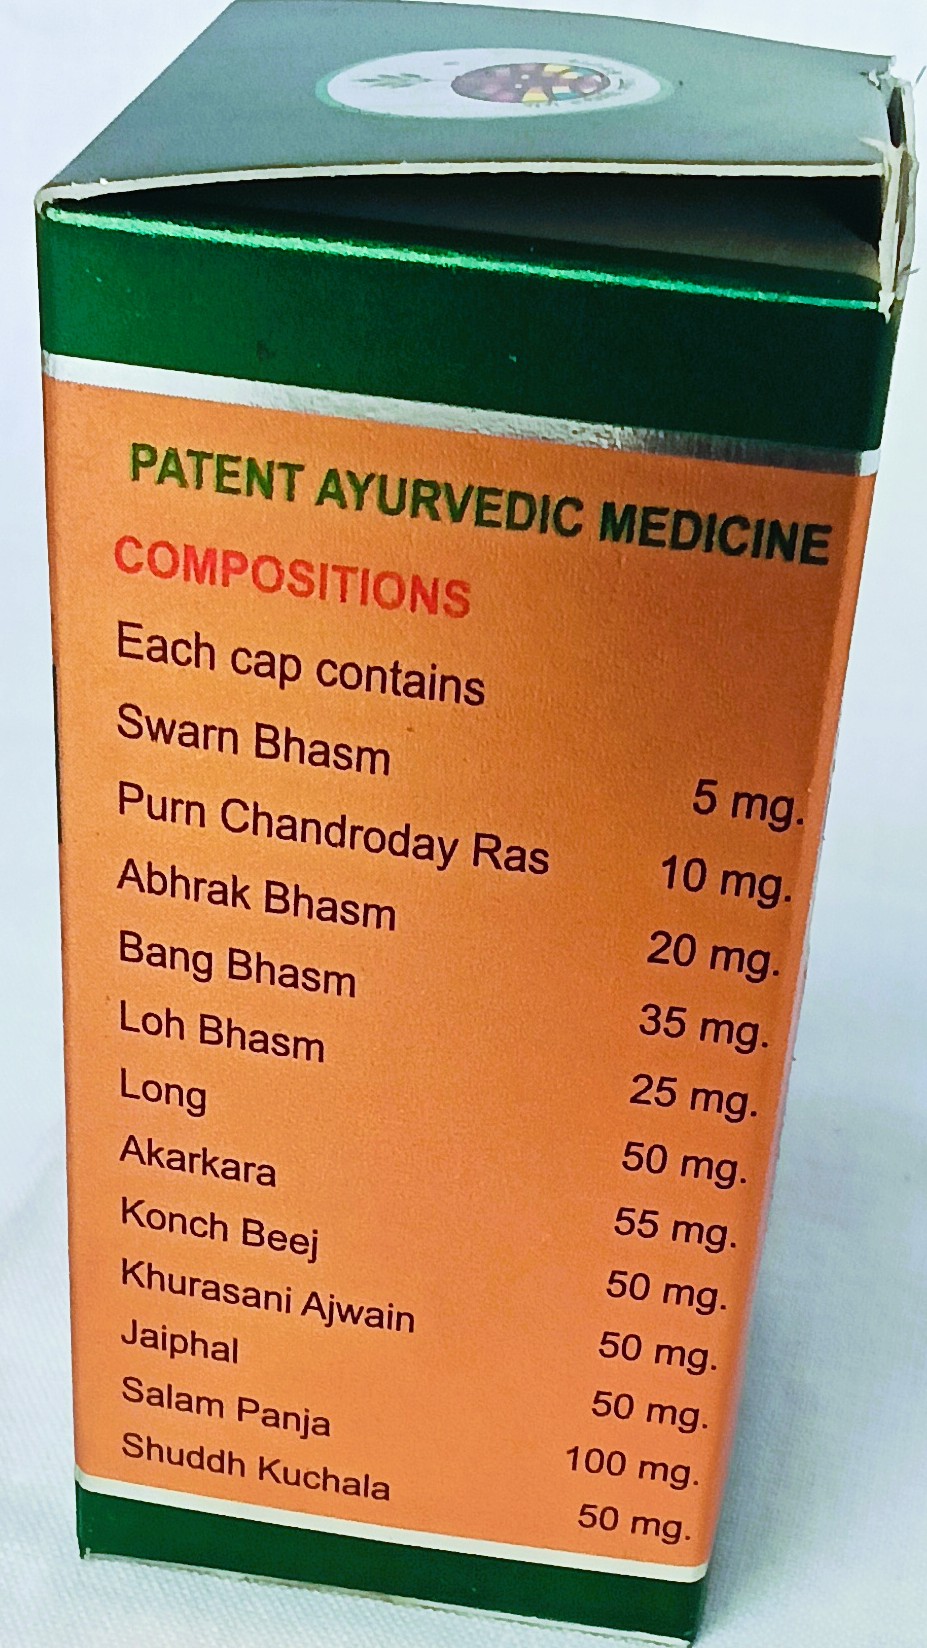 PATENT AYURVEDIC MEDICINE
COMPOSITIONS
Each cap contains
Swarn Bhasm 5 mg.
Purn Chandroday Ras 10 mg.
Abhrak Bhasm 20 mg.
Bang Bhasm 35 mg.
Loh Bhasm 25 mg.
Long 50 mg.
Akarkara 55 mg.
Konch Beej 50 mg.
Khurasani Ajwain 50 mg.
Jaiphal 50 mg.
Salam Panja 100 mg.
Shuddh Kuchala 50 mg.